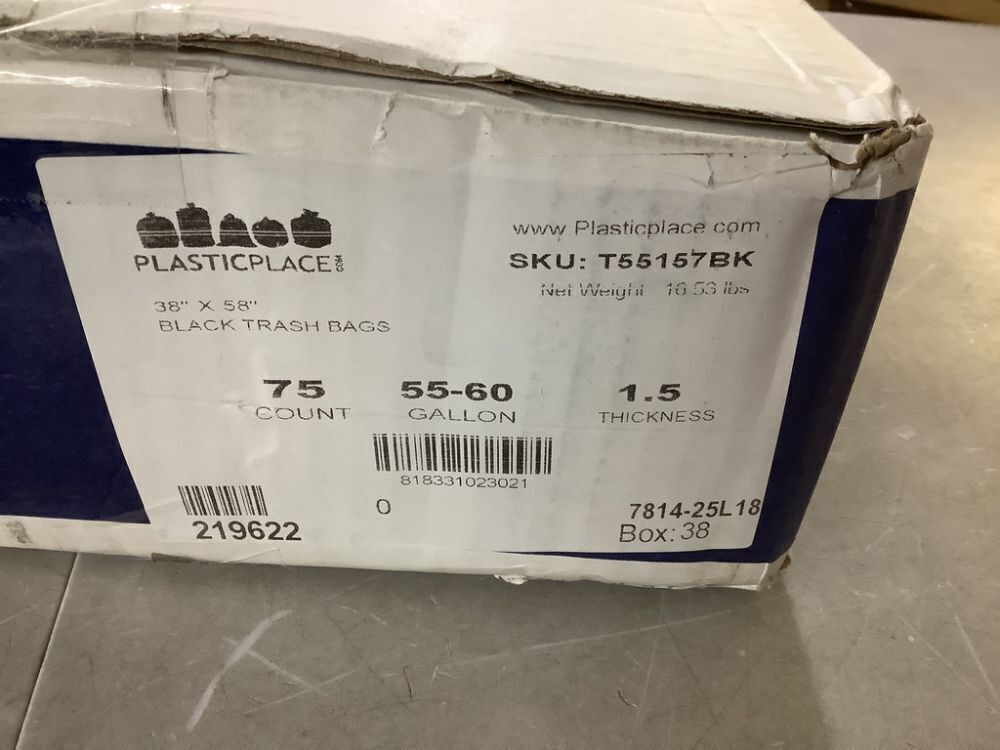 PLASTICPLACE.COM
www.Plasticplace.com
SKU: T55157BK
Net Weight 16.53 lbs
38" X 58"
BLACK TRASH BAGS
75
COUNT
55-60
GALLON
1.5
THICKNESS
818331023021
219622
0
7814-25L18
Box: 38